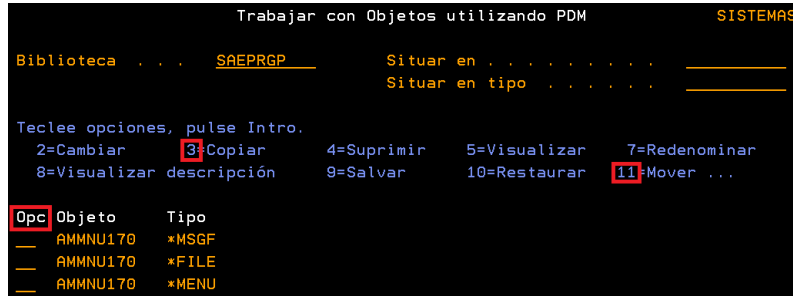 Trabajar con Objetos utilizando PDM SISTEMAS
Biblioteca . . . SAEPRGP Situar en . . . . . . . . .
Situar en tipo . . . . . .
Teclee opciones, pulse Intro.
2=Cambiar 3=Copiar 4=Suprimir 5=Visualizar 7=Redenominar
8=Visualizar descripción 9=Salvar 10=Restaurar 11=Mover ...
Opc Objeto Tipo
AMMNU170 *MSGF
AMMNU170 *FILE
AMMNU170 *MENU